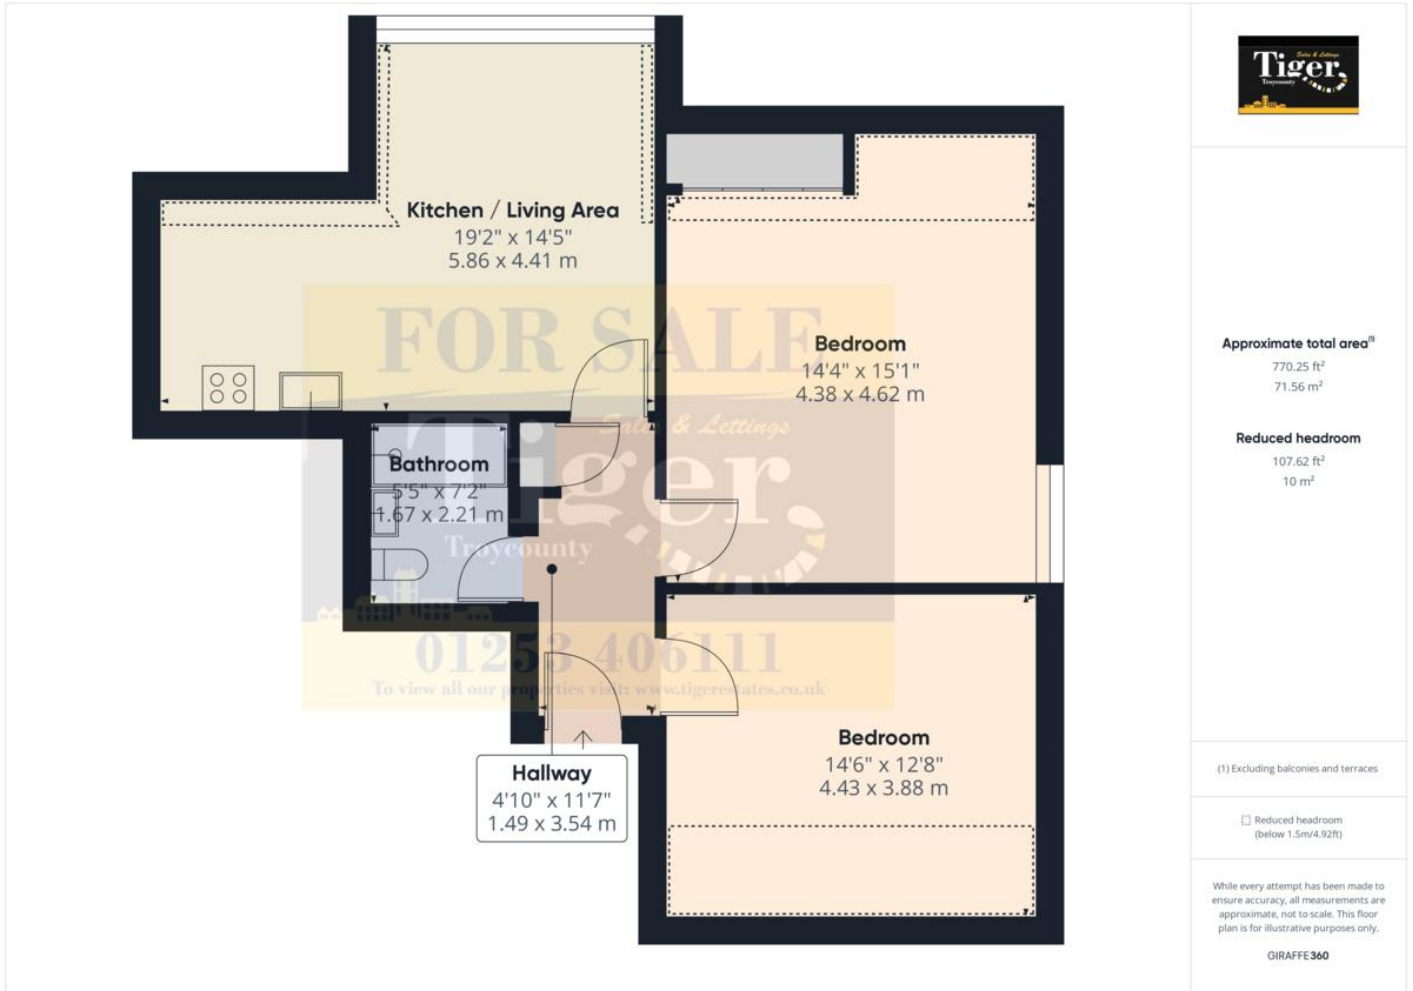 Kitchen / Living Area
19'2" x 14'5"
5.86 x 4.41 m
Bedroom
14'4" x 15'1"
4.38 x 4.62 m
Bathroom
5'5" x 7'2"
1.67 x 2.21 m
Bedroom
14'6" x 12'8"
4.43 x 3.88 m
Hallway
4'10" x 11'7"
1.49 x 3.54 m
FOR SALE
Sales & Lettings
Tiger
Troycounty
01253 406111
To view all our properties visit: www.tigerestates.co.uk
Sales & Lettings
Tiger
Troycounty
Approximate total area(1)
770.25 ft²
71.56 m²
Reduced headroom
107.62 ft²
10 m²
(1) Excluding balconies and terraces
Reduced headroom
(below 1.5m/4.92ft)
While every attempt has been made to
ensure accuracy, all measurements are
approximate, not to scale. This floor
plan is for illustrative purposes only.
GIRAFFE360